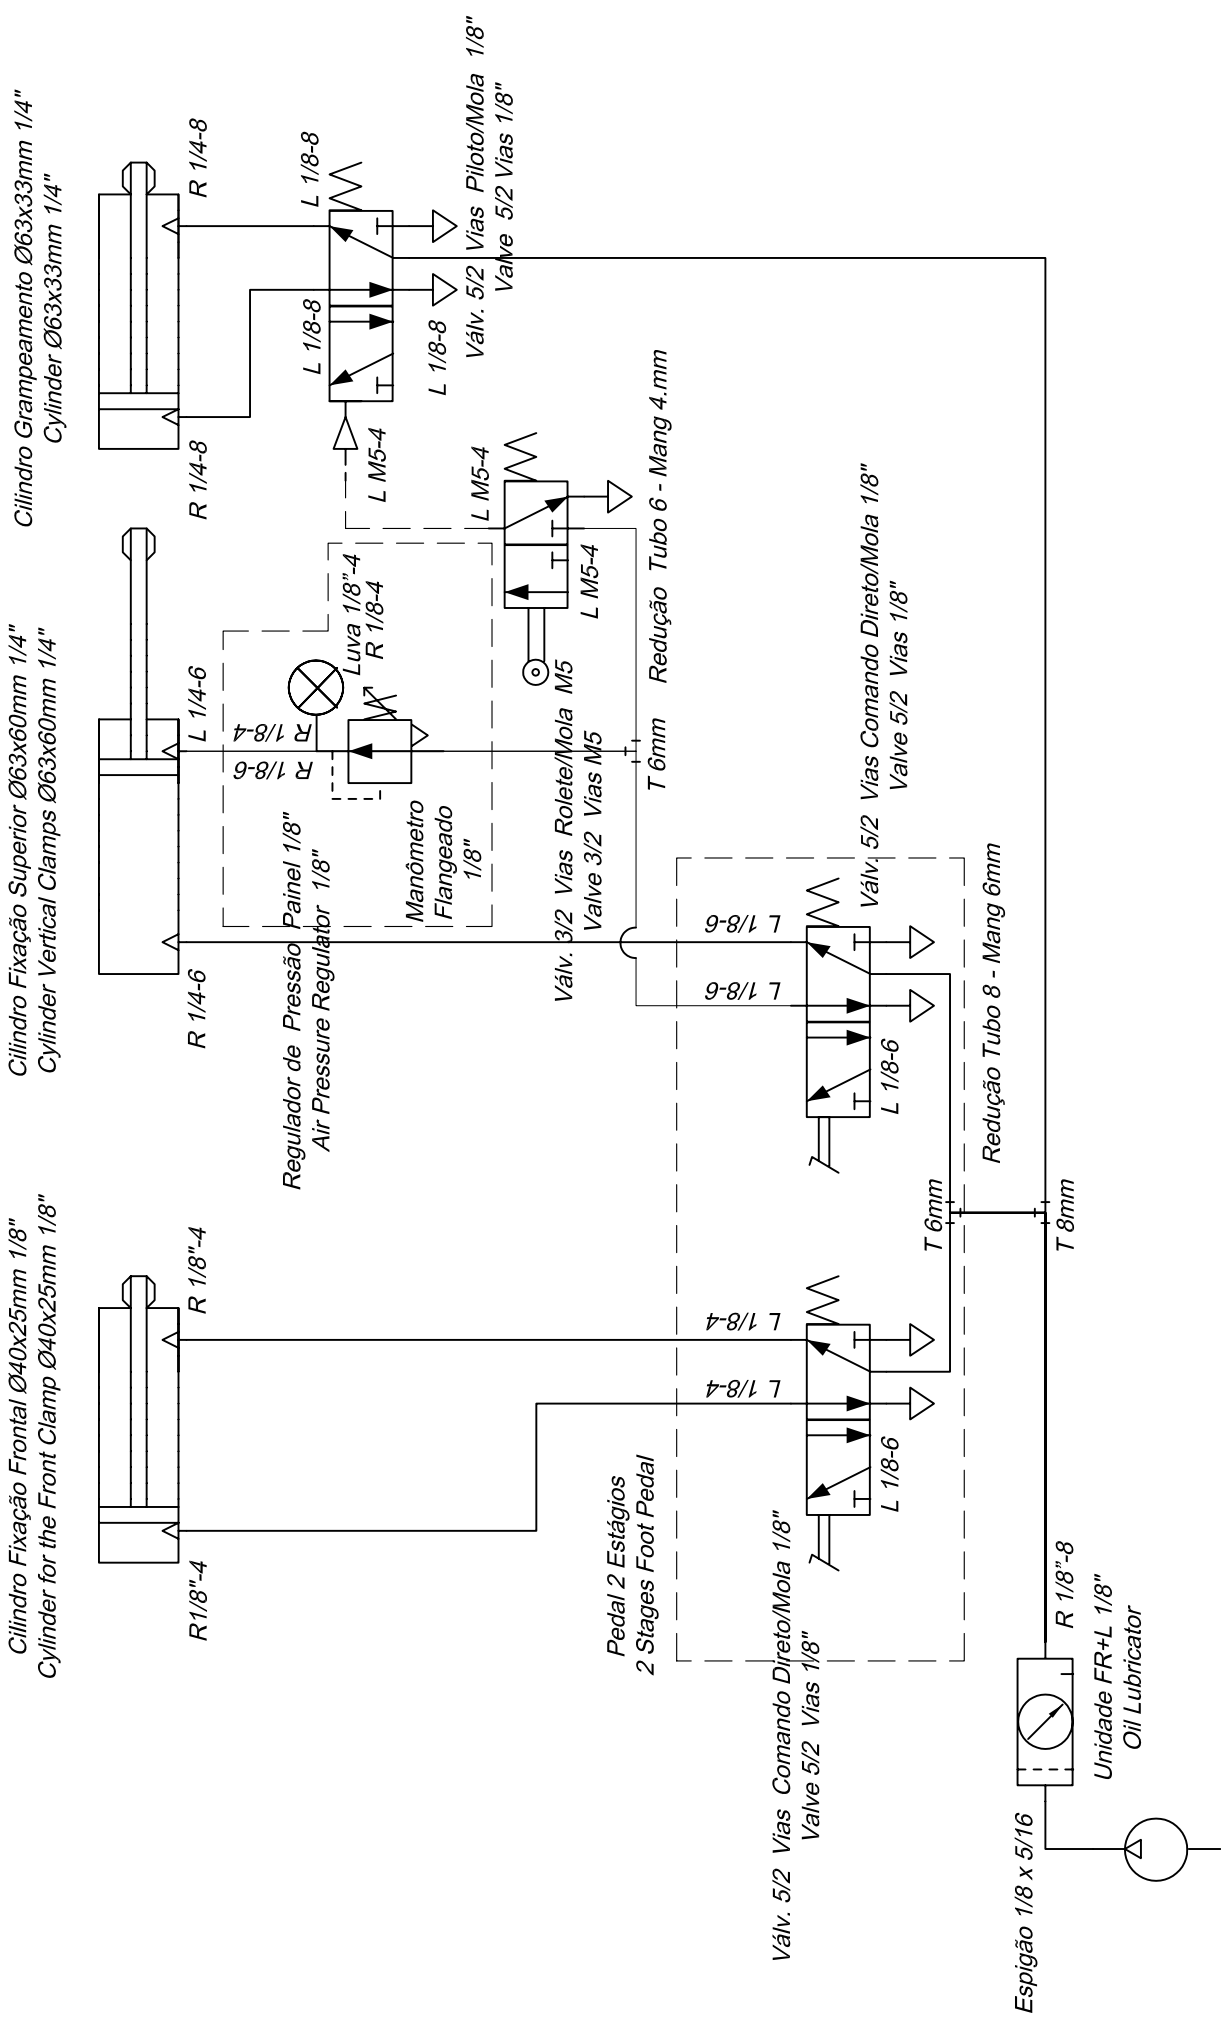 Cilindro Fixação Frontal Ø40x25mm 1/8"
Cylinder for the Front Clamp Ø40x25mm 1/8"
R1/8"-4
R 1/8"-4
Cilindro Fixação Superior Ø63x60mm 1/4"
Cylinder Vertical Clamps Ø63x60mm 1/4"
R 1/4-6
L 1/4-6
Cilindro Grampeamento Ø63x33mm 1/4"
Cylinder Ø63x33mm 1/4"
R 1/4-8
R 1/4-8
R 1/8-6
R 1/8-4
Luva 1/8"-4
R 1/8-4
Regulador de Pressão Painel 1/8"
Air Pressure Regulator 1/8"
Manômetro
Flangeado
1/8"
L 1/8-8
L 1/8-8
L 1/8-8
Válv. 5/2 Vias Piloto/Mola 1/8"
Valve 5/2 Vias 1/8"
L M5-4
L M5-4
L M5-4
Válv. 3/2 Vias Rolete/Mola M5
Valve 3/2 Vias M5
T 6mm
Redução Tubo 6 - Mang 4.mm
Pedal 2 Estágios
2 Stages Foot Pedal
L 1/8-4
L 1/8-4
L 1/8-6
L 1/8-6
L 1/8-6
L 1/8-6
Válv. 5/2 Vias Comando Direto/Mola 1/8"
Valve 5/2 Vias 1/8"
Válv. 5/2 Vias Comando Direto/Mola 1/8"
Valve 5/2 Vias 1/8"
T 6mm
Redução Tubo 8 - Mang 6mm
T 8mm
Espigão 1/8 x 5/16
R 1/8"-8
Unidade FR+L 1/8"
Oil Lubricator